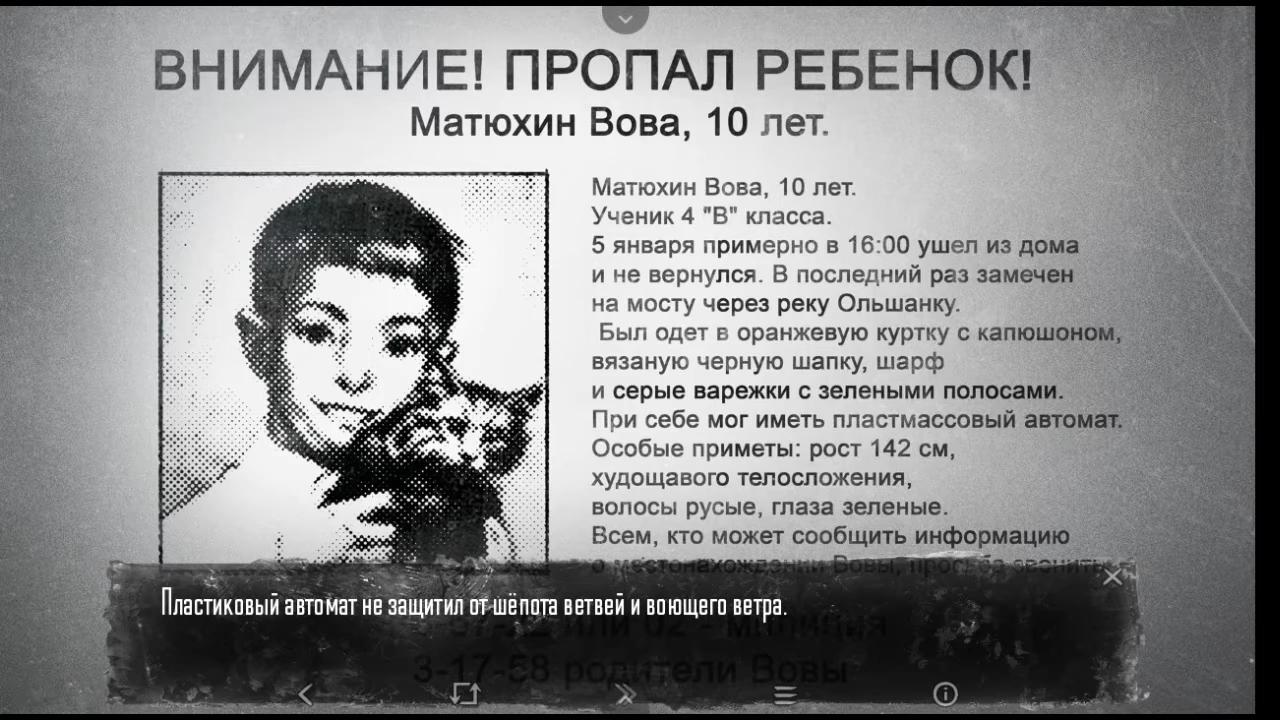 ВНИМАНИЕ! ПРОПАЛ РЕБЕНОК!
Матюхин Вова, 10 лет.
Матюхин Вова, 10 лет.
Ученик 4 "В" класса.
5 января примерно в 16:00 ушел из дома
и не вернулся. В последний раз замечен
на мосту через реку Ольшанку.
Был одет в оранжевую куртку с капюшоном,
вязаную черную шапку, шарф
и серые варежки с зелеными полосами.
При себе мог иметь пластмассовый автомат.
Особые приметы: рост 142 см,
худощавого телосложения,
волосы русые, глаза зеленые.
Всем, кто может сообщить информацию
о местонахождении Вовы, просьба звонить
Пластиковый автомат не защитил от шёпота ветвей и воющего ветра.
или 02 - милиция
3-17-58 родители Вовы